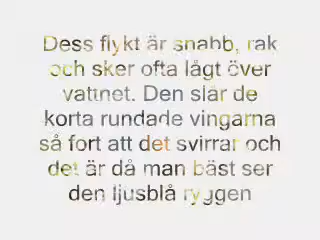 Dess flykt är snabb, rak
och sker ofta lågt över
vattnet. Den slår de
korta rundade vingarna
så fort att det svirrar och
det är då man bäst ser
den ljusblå ryggen